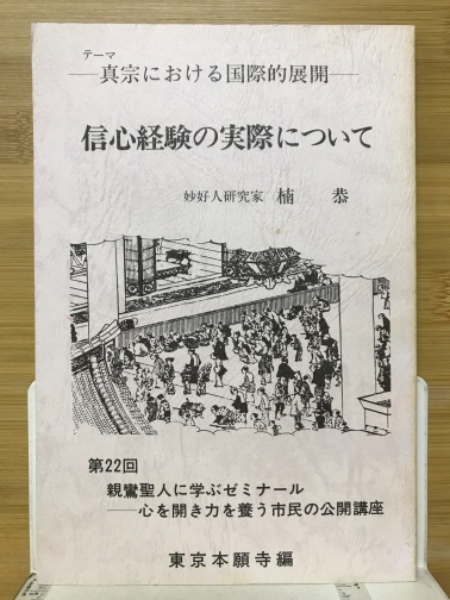 テーマ
――真宗における国際的展開――
信心経験の実際について
妙好人研究家 楠 恭
第22回
親鸞聖人に学ぶゼミナール
――心を開き力を養う市民の公開講座
東京本願寺編